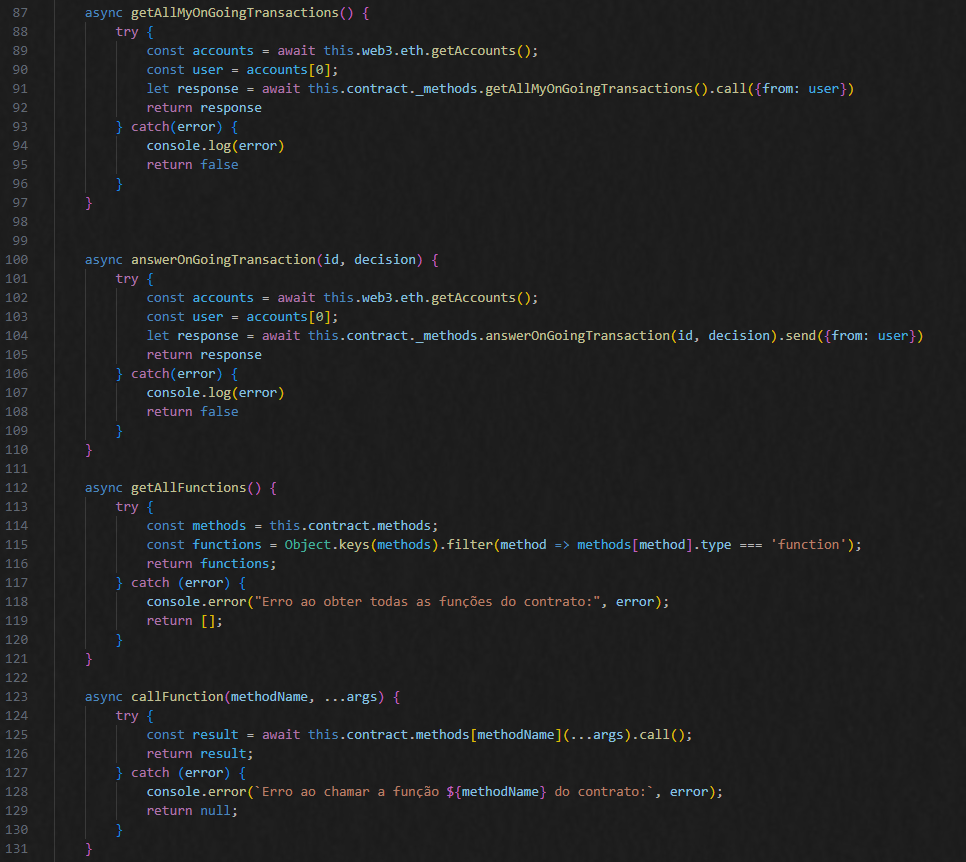 87 async getAllMyOnGoingTransactions() {
88 try {
89 const accounts = await this.web3.eth.getAccounts();
90 const user = accounts[0];
91 let response = await this.contract._methods.getAllMyOnGoingTransactions().call({from: user})
92 return response
93 } catch(error) {
94 console.log(error)
95 return false
96 }
97 }
98
99
100 async answerOnGoingTransaction(id, decision) {
101 try {
102 const accounts = await this.web3.eth.getAccounts();
103 const user = accounts[0];
104 let response = await this.contract._methods.answerOnGoingTransaction(id, decision).send({from: user})
105 return response
106 } catch(error) {
107 console.log(error)
108 return false
109 }
110 }
111
112 async getAllFunctions() {
113 try {
114 const methods = this.contract.methods;
115 const functions = Object.keys(methods).filter(method => methods[method].type === 'function');
116 return functions;
117 } catch (error) {
118 console.error("Erro ao obter todas as funções do contrato:", error);
119 return [];
120 }
121 }
122
123 async callFunction(methodName, ...args) {
124 try {
125 const result = await this.contract.methods[methodName](...args).call();
126 return result;
127 } catch (error) {
128 console.error(`Erro ao chamar a função ${methodName} do contrato:`, error);
129 return null;
130 }
131 }